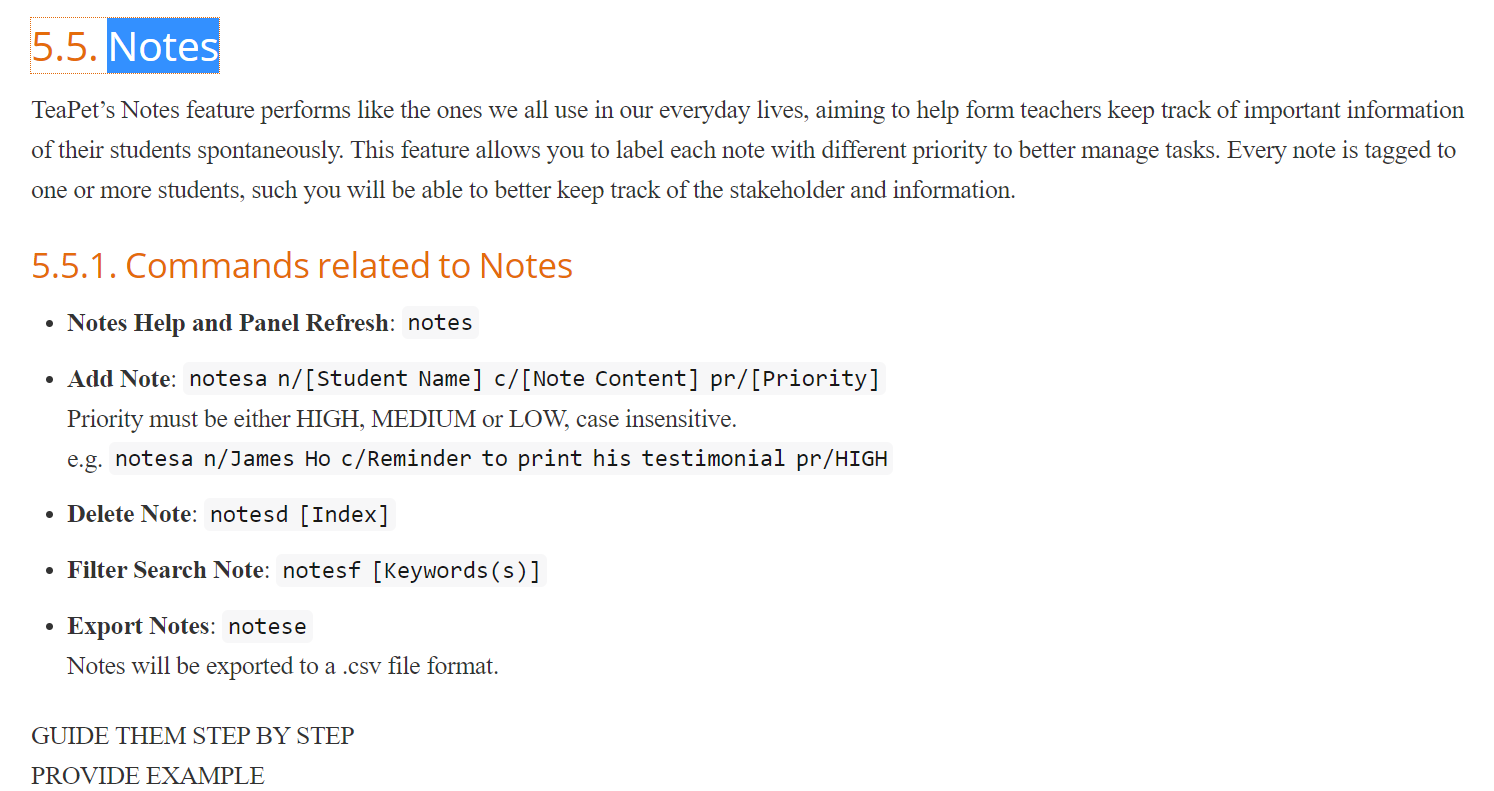 5.5. Notes
TeaPet’s Notes feature performs like the ones we all use in our everyday lives, aiming to help form teachers keep track of important information
of their students spontaneously. This feature allows you to label each note with different priority to better manage tasks. Every note is tagged to
one or more students, such you will be able to better keep track of the stakeholder and information.
5.5.1. Commands related to Notes
• Notes Help and Panel Refresh: notes
• Add Note: notesa n/[Student Name] c/[Note Content] pr/[Priority]
Priority must be either HIGH, MEDIUM or LOW, case insensitive.
e.g. notesa n/James Ho c/Reminder to print his testimonial pr/HIGH
• Delete Note: notesd [Index]
• Filter Search Note: notesf [Keywords(s)]
• Export Notes: notese
Notes will be exported to a .csv file format.
GUIDE THEM STEP BY STEP
PROVIDE EXAMPLE